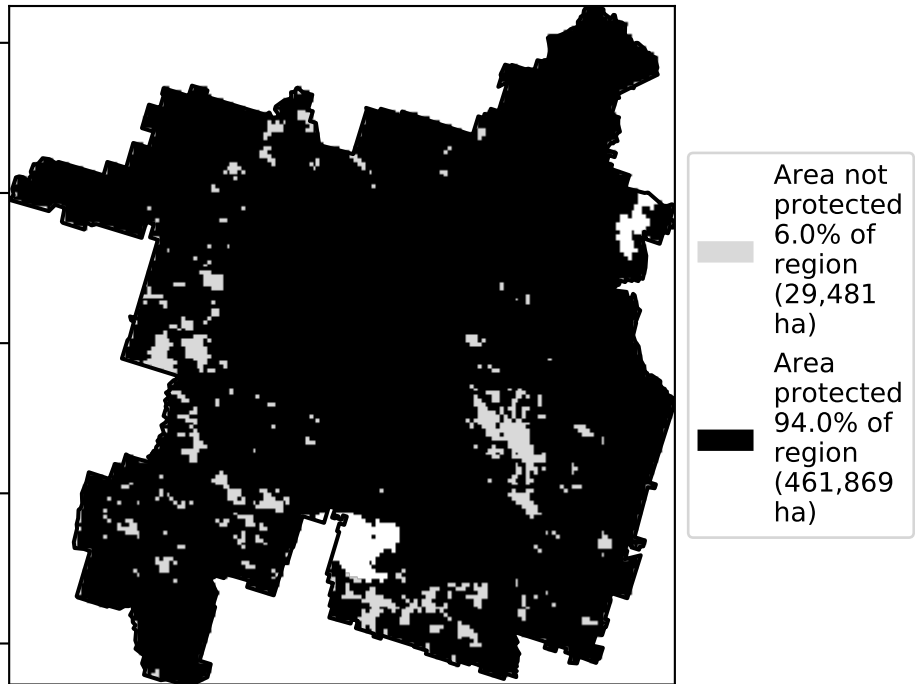 Area not
protected
6.0% of
region
(29,481
ha)
Area
protected
94.0% of
region
(461,869
ha)